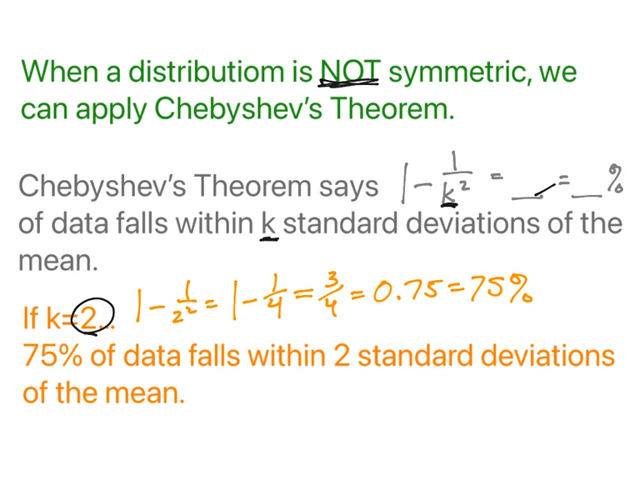 When a distributiom is NOT symmetric, we
can apply Chebyshev's Theorem.
Chebyshev's Theorem says 1 - 1/k² = __ = __ %
of data falls within k standard deviations of the
mean.
If k=2... 1 - 1/2² = 1 - 1/4 = 3/4 = 0.75 = 75%
75% of data falls within 2 standard deviations
of the mean.